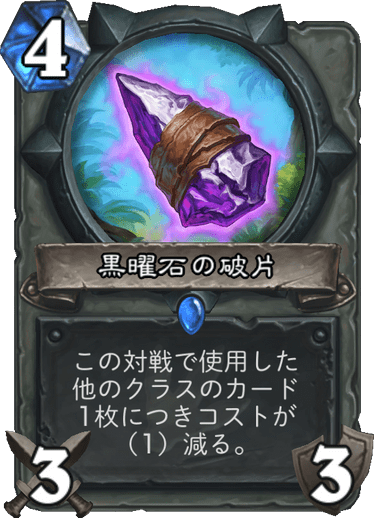 4
黒曜石の破片
この対戦で使用した
他のクラスのカード
1枚につきコストが
（1）減る。
3
3